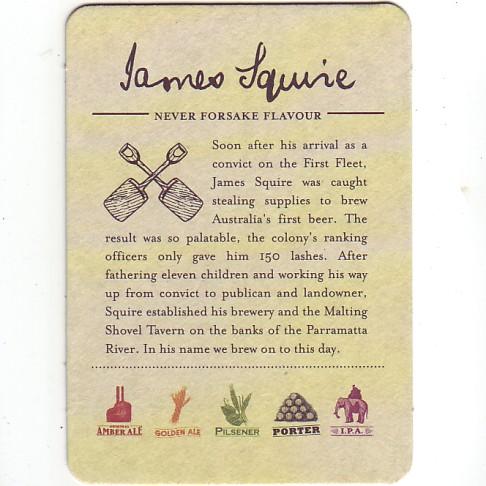 James Squire
NEVER FORSAKE FLAVOUR
Soon after his arrival as a
convict on the First Fleet,
James Squire was caught
stealing supplies to brew
Australia's first beer. The
result was so palatable, the colony's ranking
officers only gave him 150 lashes. After
fathering eleven children and working his way
up from convict to publican and landowner,
Squire established his brewery and the Malting
Shovel Tavern on the banks of the Parramatta
River. In his name we brew on to this day.
ORIGINAL
AMBER ALE
GOLDEN ALE
PILSENER
PORTER
I.P.A.